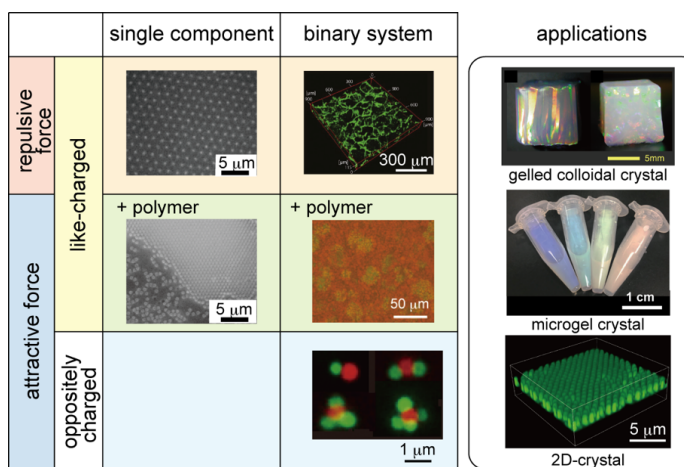 single component
binary system
applications
repulsive force
attractive force
like-charged
oppositely charged
5 μm
300 μm
5mm
gelled colloidal crystal
+ polymer
+ polymer
5 μm
50 μm
1 cm
microgel crystal
1 μm
5 μm
2D-crystal